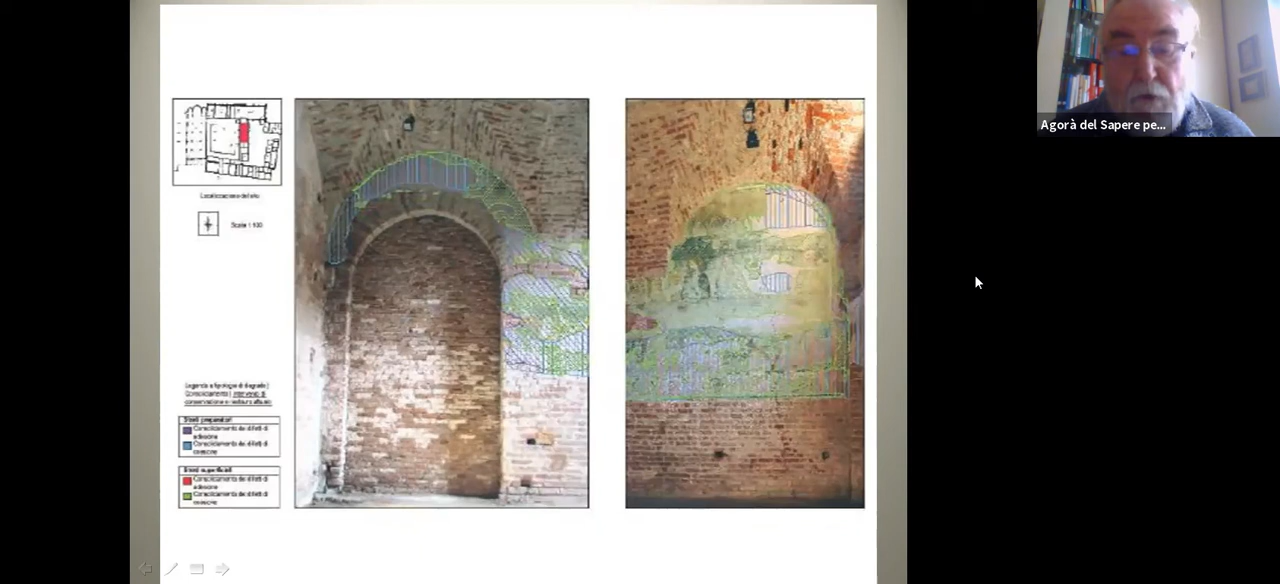 Agorà del Sapere pe...
Localizzazione del sito
Scala 1:500
Legenda e tipologie di degrado |
Consolidamento | interventi di
conservazione e restauro attuale
Strati preparatori
Consolidamento dei difetti di
adesione
Consolidamento dei difetti di
coesione
Strati superficiali
Consolidamento dei difetti di
adesione
Consolidamento dei difetti di
coesione